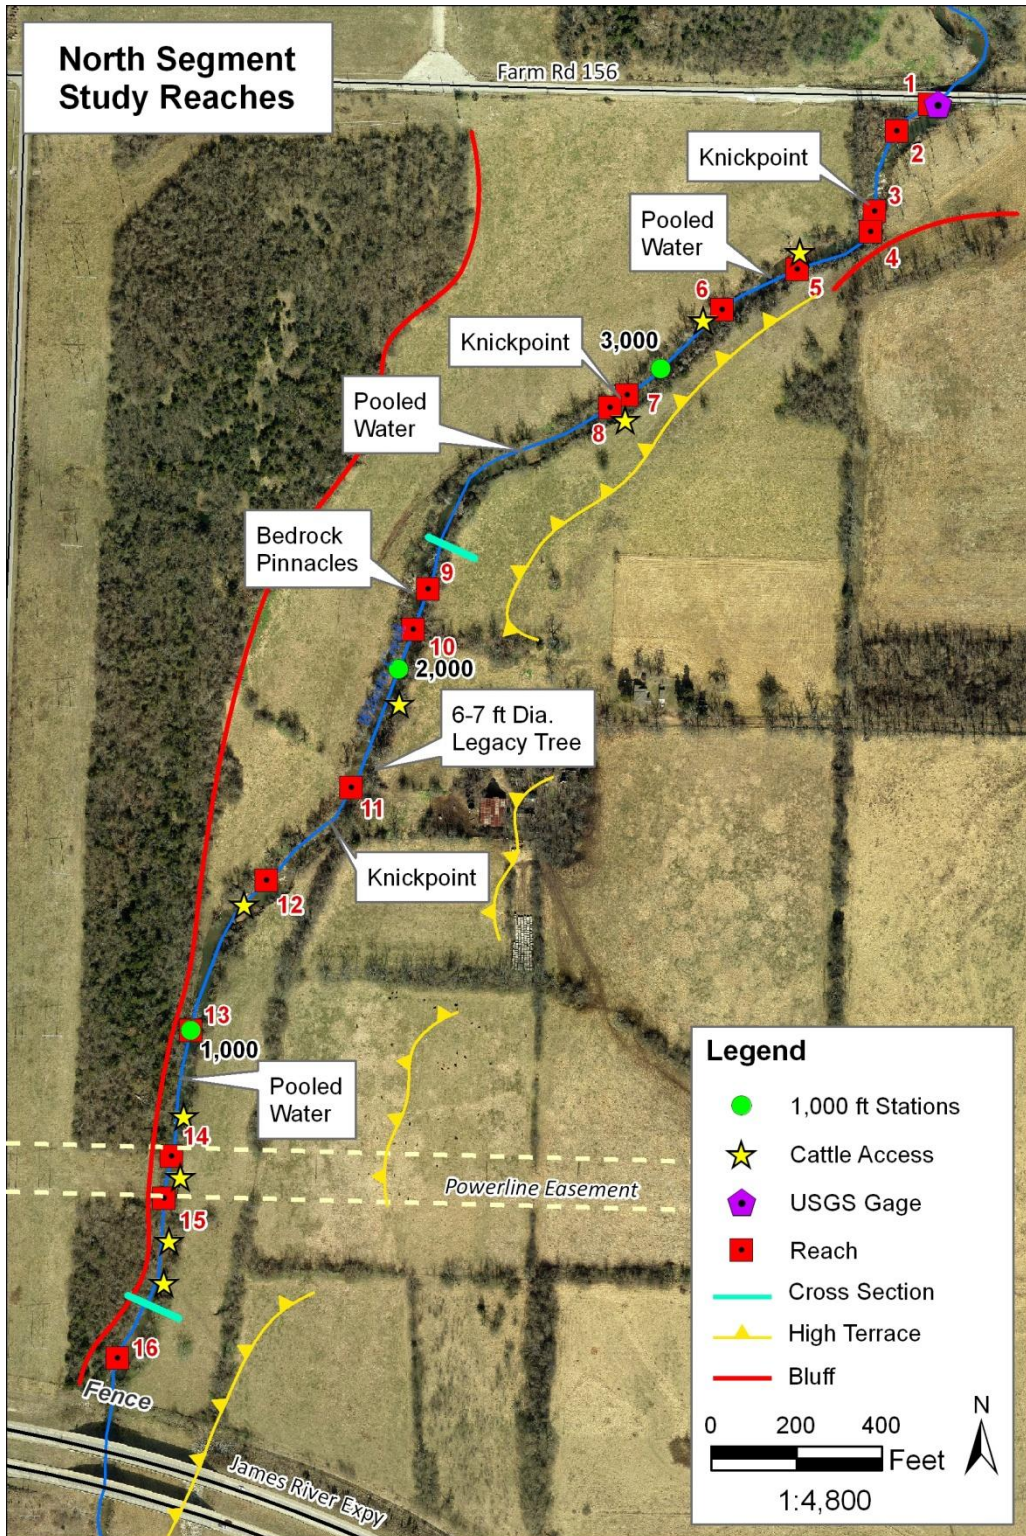 North Segment
Study Reaches
Farm Rd 156
1
2
Knickpoint
3
Pooled
Water
4
5
6
3,000
Knickpoint
7
Pooled
Water
8
Bedrock
Pinnacles
9
10
2,000
6-7 ft Dia.
Legacy Tree
11
Knickpoint
12
13
1,000
Pooled
Water
14
Powerline Easement
15
16
Fence
James River Expy
Legend
1,000 ft Stations
Cattle Access
USGS Gage
Reach
Cross Section
High Terrace
Bluff
N
0 200 400
Feet
1:4,800